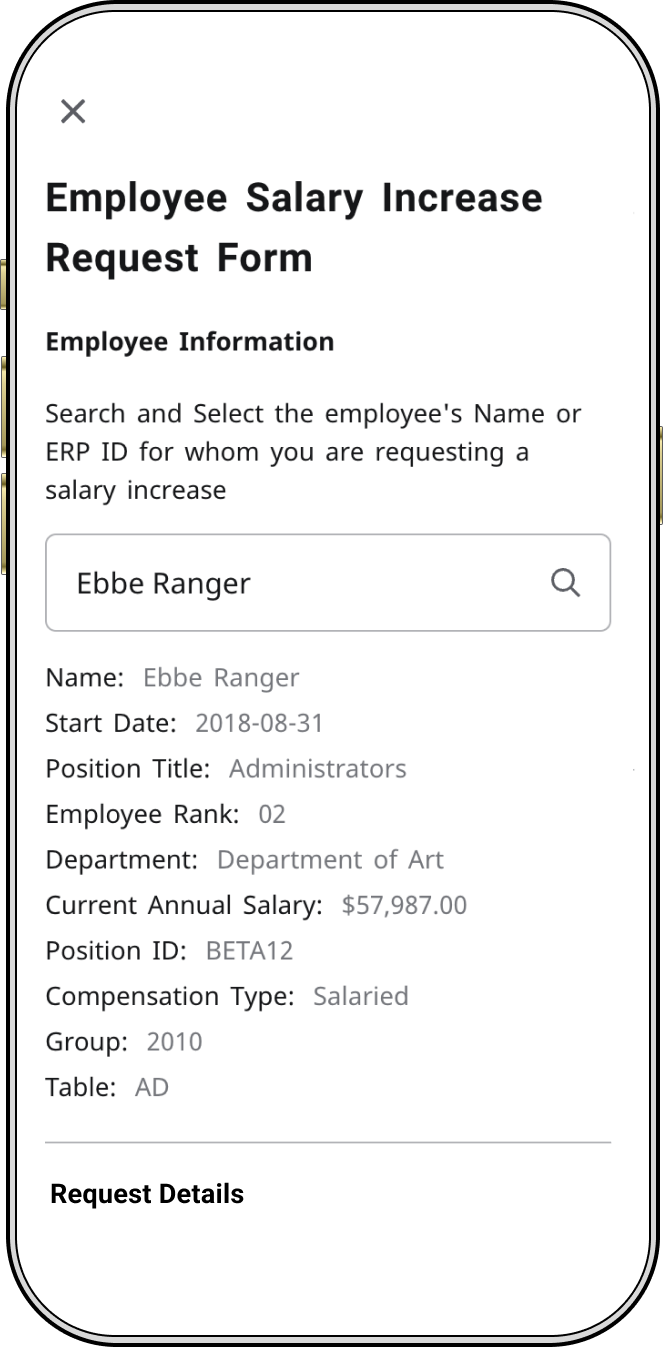 Employee Salary Increase
Request Form
Employee Information
Search and Select the employee's Name or
ERP ID for whom you are requesting a
salary increase
Ebbe Ranger
Name: Ebbe Ranger
Start Date: 2018-08-31
Position Title: Administrators
Employee Rank: 02
Department: Department of Art
Current Annual Salary: $57,987.00
Position ID: BETA12
Compensation Type: Salaried
Group: 2010
Table: AD
Request Details